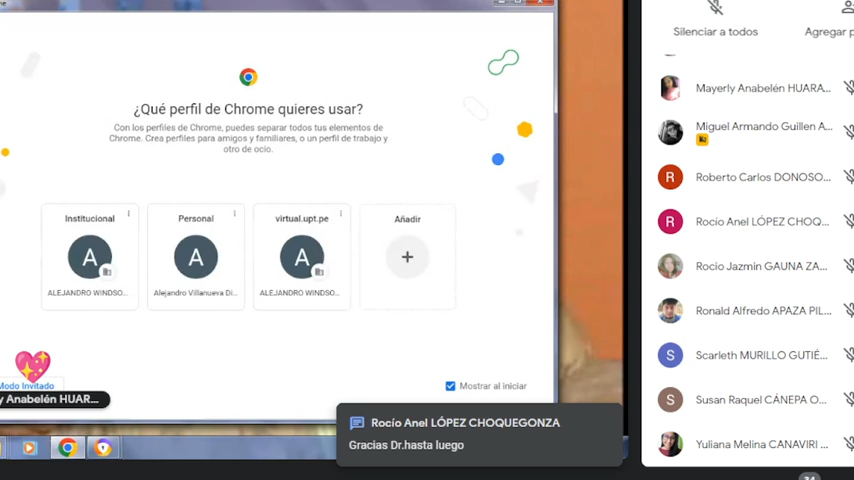 ¿Qué perfil de Chrome quieres usar?
Con los perfiles de Chrome, puedes separar todos tus elementos de
Chrome. Crea perfiles para amigos y familiares, o un perfil de trabajo y
otro de ocio.
Institucional
Personal
virtual.upt.pe
Añadir
A
A
A
ALEJANDRO WINDSO...
Alejandro Villanueva Di...
ALEJANDRO WINDSO...
Modo Invitado
Mostrar al iniciar
y Anabelén HUAR...
Rocío Anel LÓPEZ CHOQUEGONZA
Gracias Dr.hasta luego
Silenciar a todos
Agregar p
Mayerly Anabelén HUARA...
Miguel Armando Guillen A...
R
Roberto Carlos DONOSO...
R
Rocío Anel LÓPEZ CHOQ...
Rocio Jazmin GAUNA ZA...
Ronald Alfredo APAZA PIL...
S
Scarleth MURILLO GUTIÉ...
S
Susan Raquel CÁNEPA O...
Yuliana Melina CANAVIRI ...